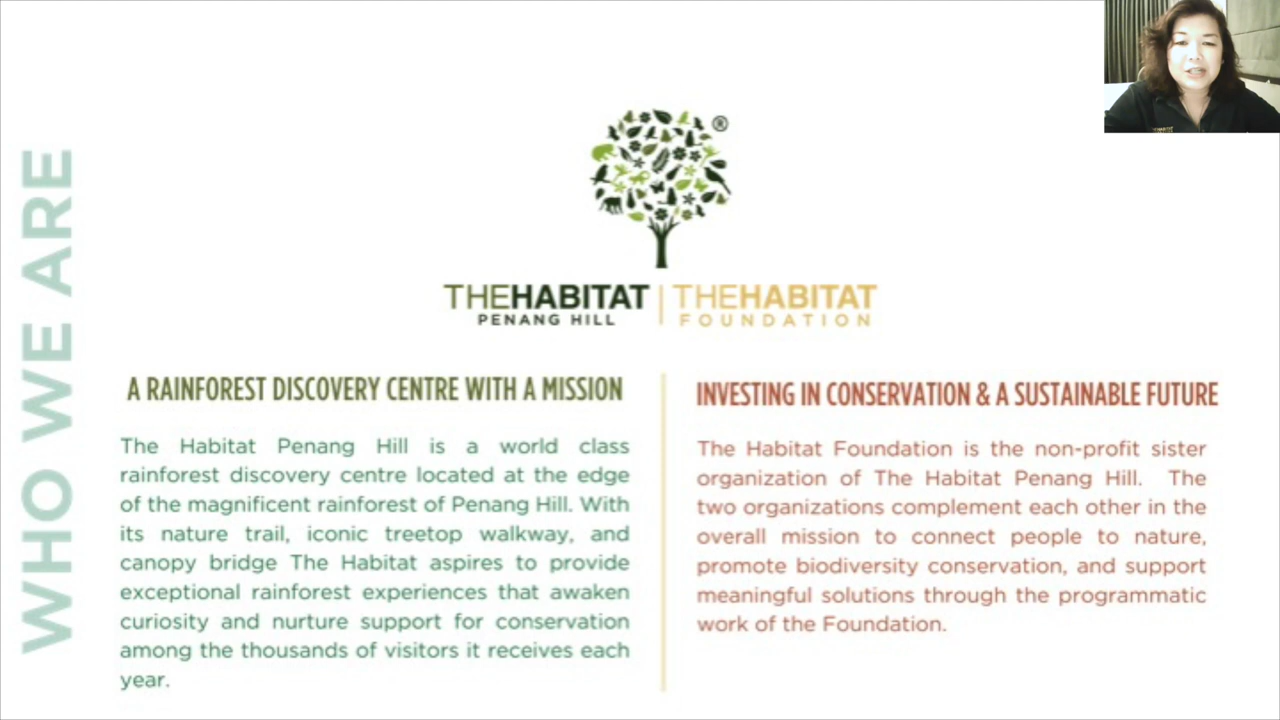 WHO WE ARE
®
THEHABITAT
PENANG HILL
THEHABITAT
FOUNDATION
A RAINFOREST DISCOVERY CENTRE WITH A MISSION
The Habitat Penang Hill is a world class
rainforest discovery centre located at the edge
of the magnificent rainforest of Penang Hill. With
its nature trail, iconic treetop walkway, and
canopy bridge The Habitat aspires to provide
exceptional rainforest experiences that awaken
curiosity and nurture support for conservation
among the thousands of visitors it receives each
year.
INVESTING IN CONSERVATION & A SUSTAINABLE FUTURE
The Habitat Foundation is the non-profit sister
organization of The Habitat Penang Hill. The
two organizations complement each other in the
overall mission to connect people to nature,
promote biodiversity conservation, and support
meaningful solutions through the programmatic
work of the Foundation.